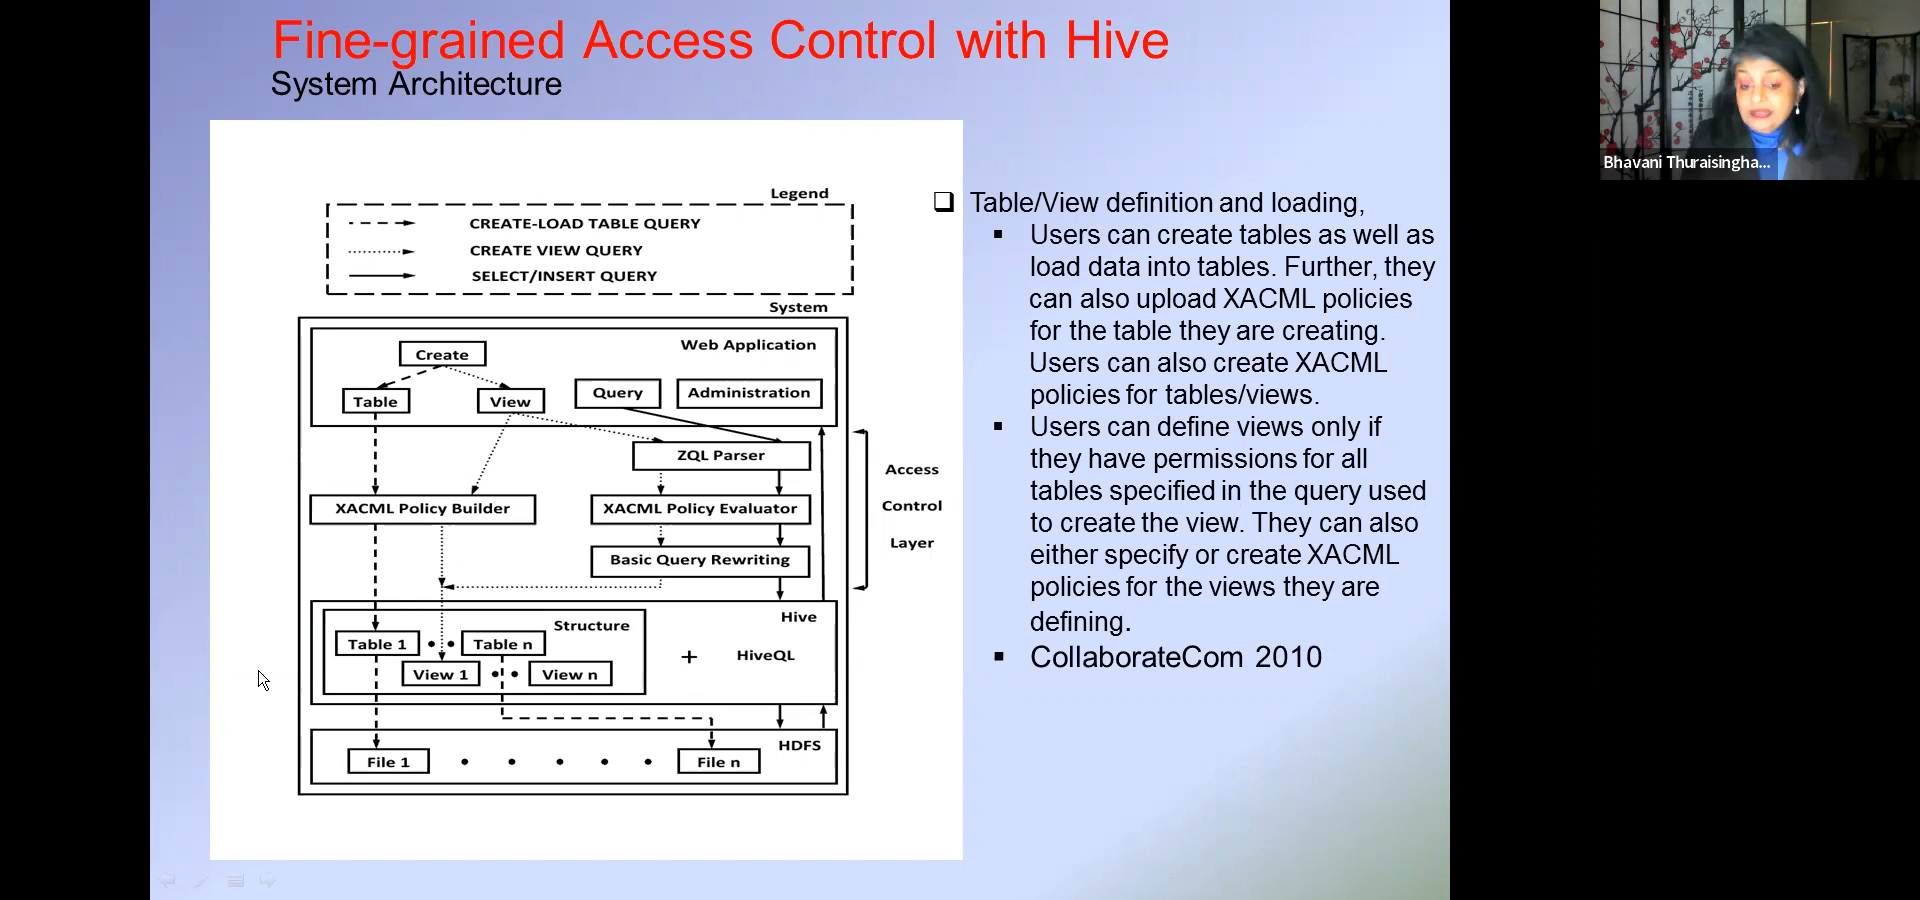 Fine-grained Access Control with Hive
System Architecture
Bhavani Thuraisingha...
Legend
CREATE-LOAD TABLE QUERY
CREATE VIEW QUERY
SELECT/INSERT QUERY
System
Web Application
Create
Table
View
Query
Administration
ZQL Parser
XACML Policy Builder
XACML Policy Evaluator
Basic Query Rewriting
Access
Control
Layer
Hive
Structure
Table 1
Table n
View 1
View n
+
HiveQL
HDFS
File 1
File n
Table/View definition and loading,
Users can create tables as well as
load data into tables. Further, they
can also upload XACML policies
for the table they are creating.
Users can also create XACML
policies for tables/views.
Users can define views only if
they have permissions for all
tables specified in the query used
to create the view. They can also
either specify or create XACML
policies for the views they are
defining.
CollaborateCom 2010